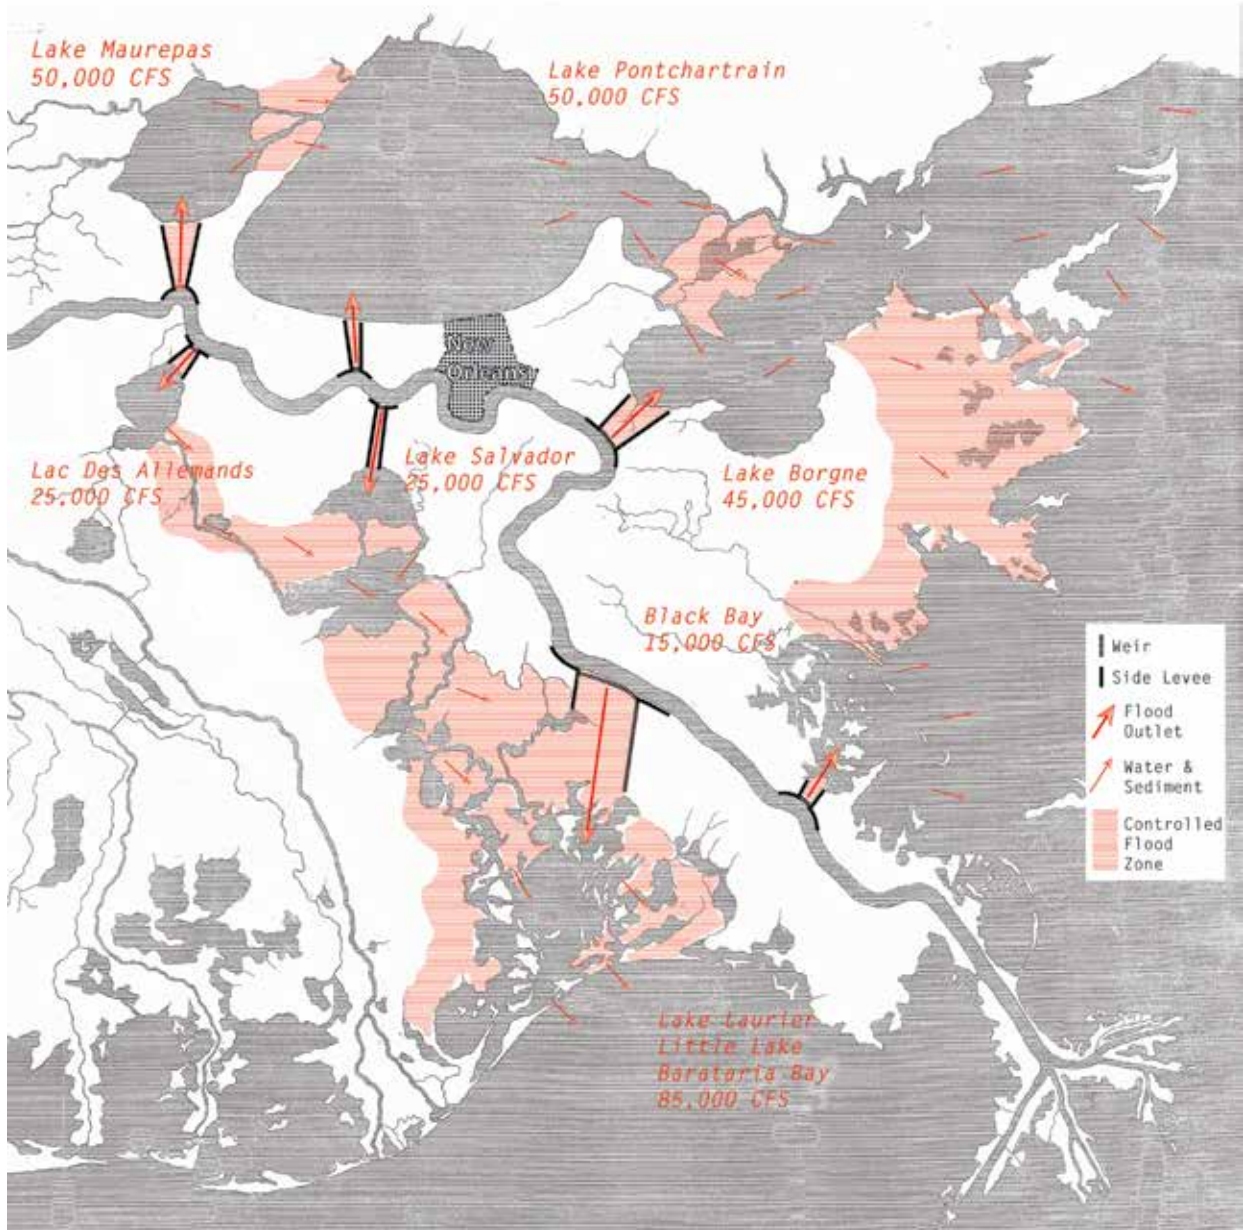 Lake Maurepas
50,000 CFS
Lake Pontchartrain
50,000 CFS
New
Orleans
Lac Des Allemands
25,000 CFS
Lake Salvador
25,000 CFS
Lake Borgne
45,000 CFS
Black Bay
15,000 CFS
Weir
Side Levee
Flood
Outlet
Water &
Sediment
Controlled
Flood
Zone
Lake Laurier
Little Lake
Barataria Bay
85,000 CFS